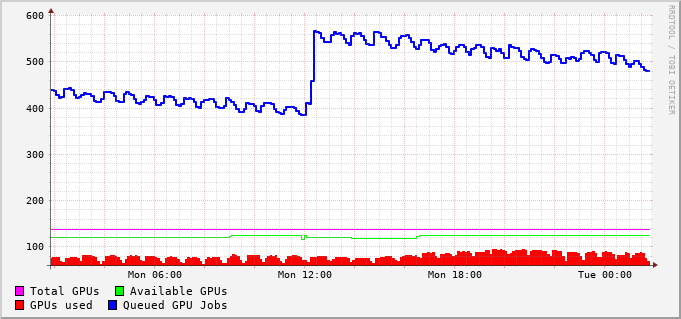 600
500
400
300
200
100
Mon 06:00 Mon 12:00 Mon 18:00 Tue 00:00
Total GPUs Available GPUs
GPUs used Queued GPU Jobs
RRDTOOL / TOBI OETIKER